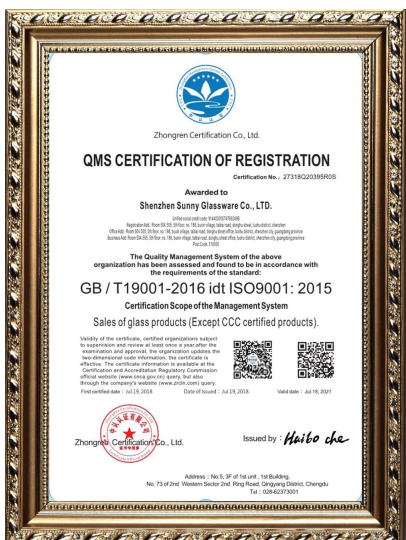 Zhongren Certification Co., Ltd.
QMS CERTIFICATION OF REGISTRATION
Certification No.: 27318Q20395R0S
Awarded to
Shenzhen Sunny Glassware Co., LTD.
The Quality Management System of the above
organization has been assessed and found to be in accordance with
the requirements of the standard:
GB / T19001-2016 idt ISO9001: 2015
Certification Scope of the Management System
Sales of glass products (Except CCC certified products).
Validity of the certificate, certified organizations subject
to supervision and review at least once a year.after the
examination and approval, the organization updates the
two dimensional code information, the certificate is
effective. The certificate information is available at the
Certification and Accreditation Regulatory Commission
official website (www.cnca.gov.cn) query, but also
through the company's website (www.zrcln.com) query.
First certified date : Jul.19, 2018 Date of Issued : Jul.19, 2018 Valid date : Jul.18, 2021
Zhongren Certification Co., Ltd.
Issued by : Haibo che
Address : No.5, 3F of 1st unit , 1st Building,
No, 73 of 2nd Western Sector 2nd Ring Road, Qingyang District, Chengdu
Tel : 028-62373001